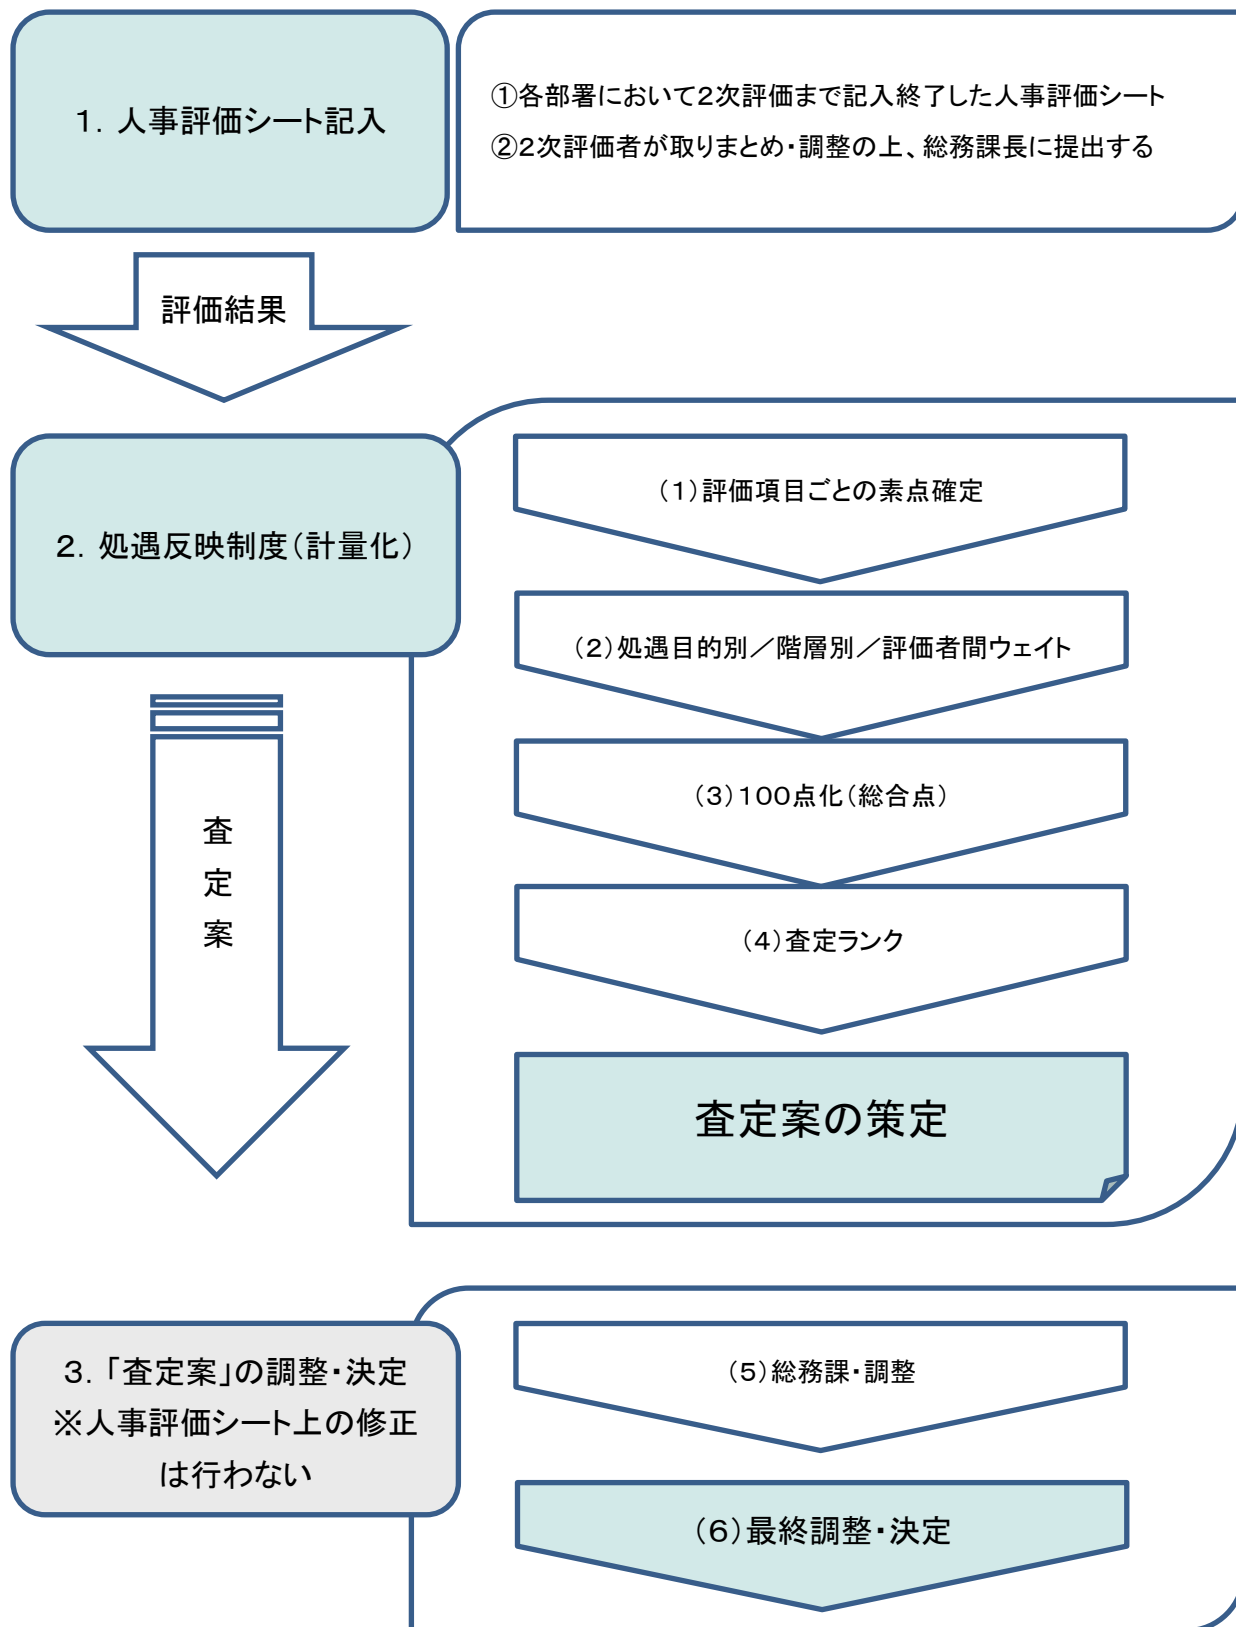 1. 人事評価シート記入
①各部署において2次評価まで記入終了した人事評価シート
②2次評価者が取りまとめ・調整の上、総務課長に提出する
評価結果
2. 処遇反映制度(計量化)
(1)評価項目ごとの素点確定
(2)処遇目的別／階層別／評価者間ウェイト
(3)100点化(総合点)
(4)査定ランク
査定案の策定
査
定
案
3. 「査定案」の調整・決定
※人事評価シート上の修正
は行わない
(5)総務課・調整
(6)最終調整・決定